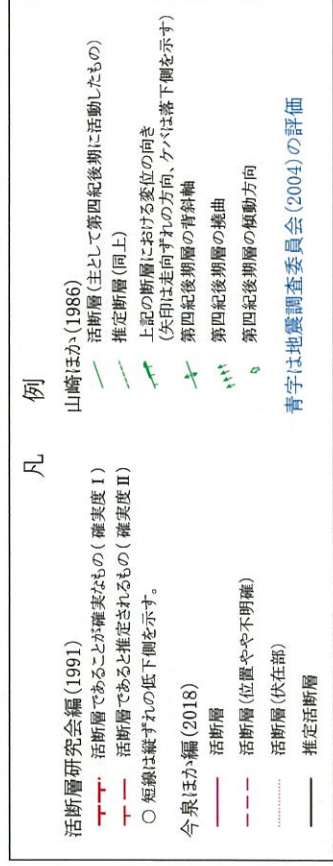 凡例
活断層研究会編(1991)
活断層であることが確実なもの(確実度Ⅰ)
活断層であると推定されるもの(確実度Ⅱ)
○ 短線は縦ずれの低下側を示す。
今泉ほか編(2018)
活断層
活断層(位置やや不明確)
活断層(伏在部)
推定活断層
山崎ほか(1986)
活断層(主として第四紀後期に活動したもの)
推定断層(同上)
上記の断層における変位の向き
(矢印は走向ずれの方向、ケバは落下側を示す)
第四紀後期層の背斜軸
第四紀後期層の撓曲
第四紀後期層の傾動方向
青字は地震調査委員会(2004)の評価